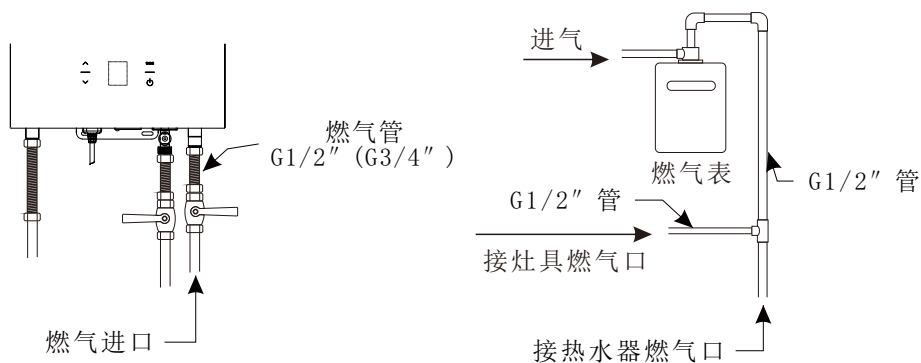 燃气管
G1/2″(G3/4″)
燃气进口
进气
燃气表
G1/2″管
G1/2″管
接灶具燃气口
接热水器燃气口